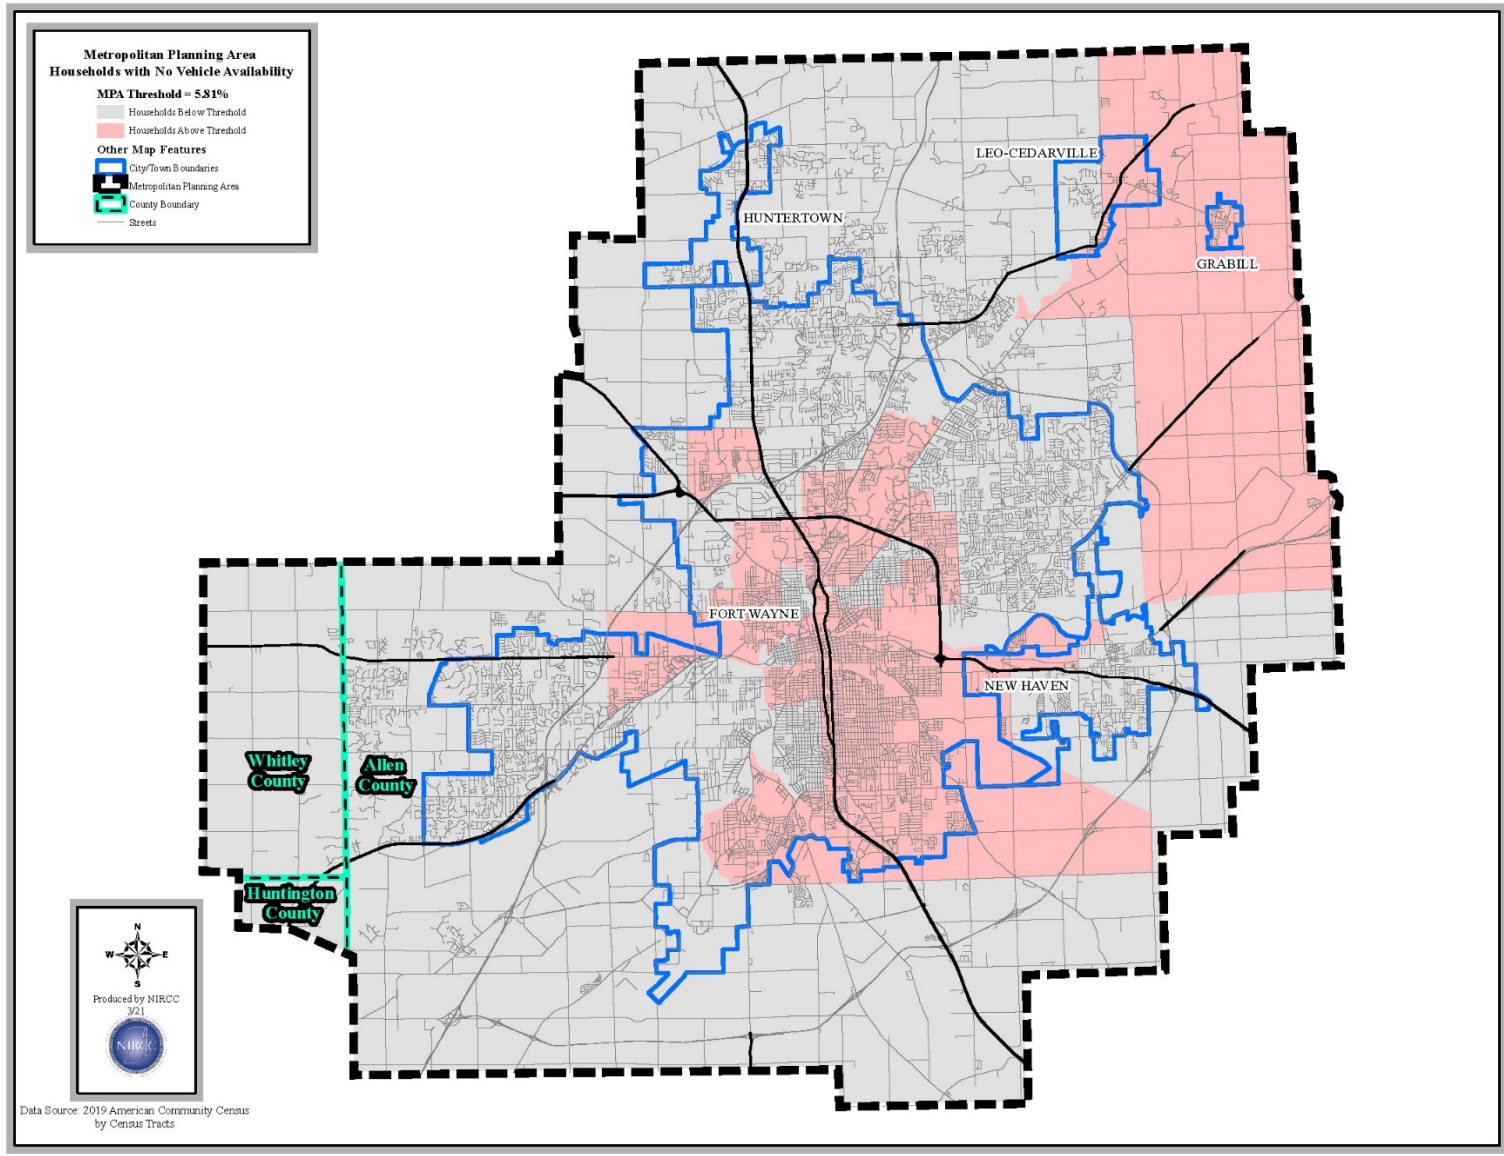 Metropolitan Planning Area
Households with No Vehicle Availability
MPA Threshold = 5.81%
Households Below Threshold
Households Above Threshold
Other Map Features
City/Town Boundaries
Metropolitan Planning Area
County Boundary
Streets
LEO-CEDARVILLE
HUNTERTOWN
GRABILL
FORT WAYNE
NEW HAVEN
Whitley
County
Allen
County
Huntington
County
N
W
E
S
Produced by NIRCC
3/21
NIRCC
Data Source: 2019 American Community Census
by Census Tracts